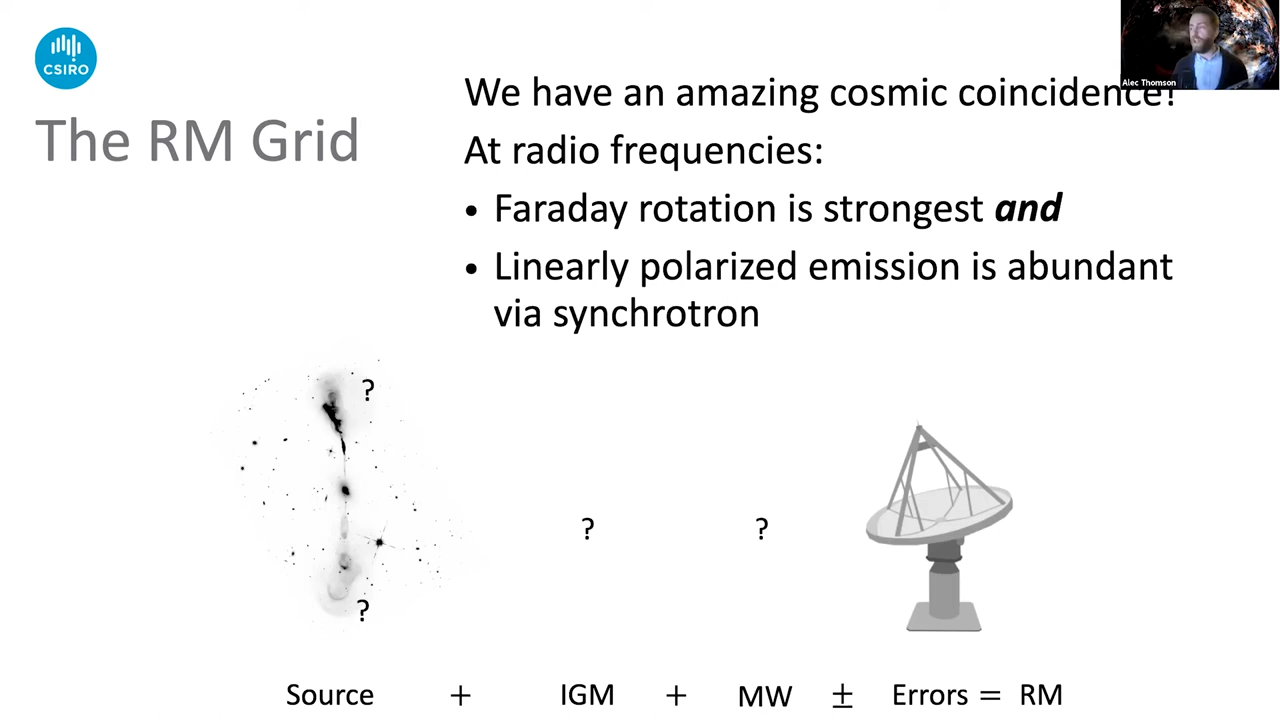 CSIRO
The RM Grid
We have an amazing cosmic coincidence!
Alec Thomson
At radio frequencies:
• Faraday rotation is strongest and
• Linearly polarized emission is abundant
via synchrotron
?
? ?
?
Source + IGM + MW ± Errors = RM